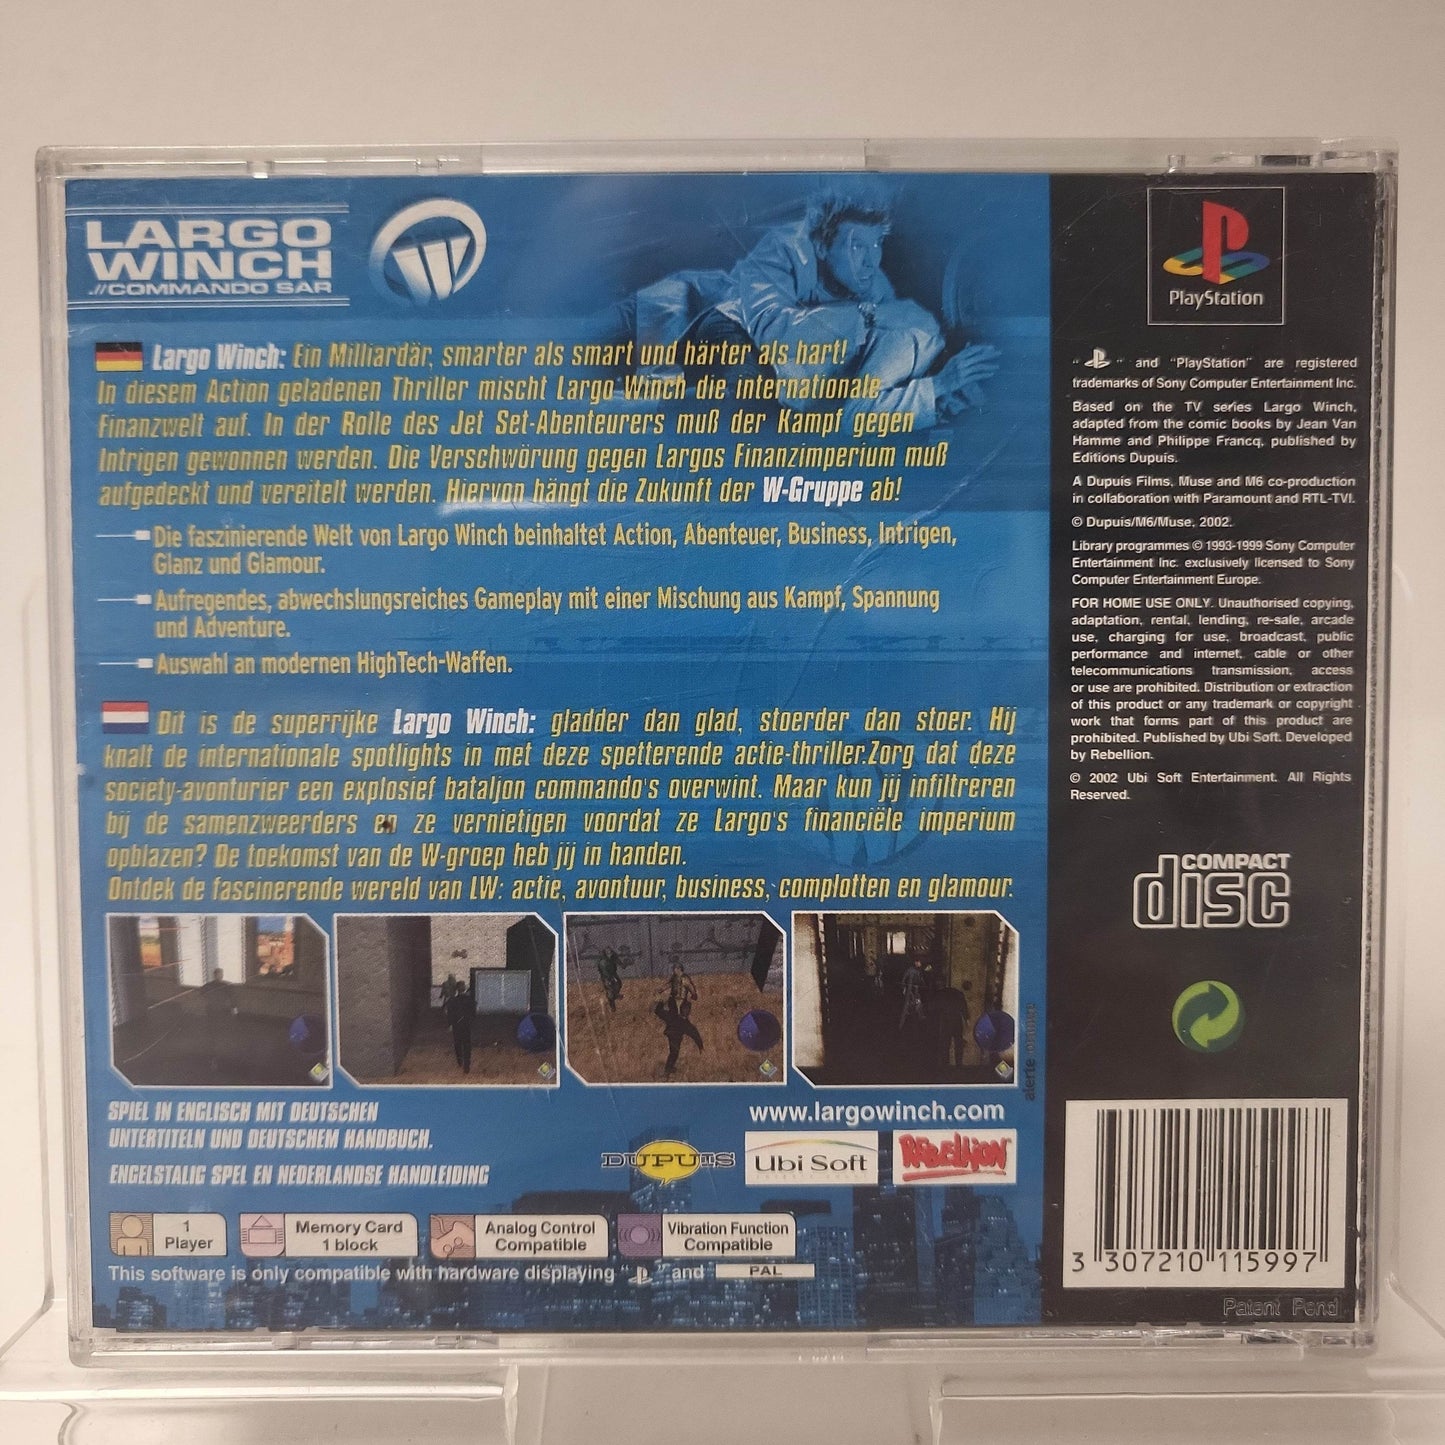 LARGO
WINCH
.//COMMANDO SAR
W
Largo Winch: Ein Milliardär, smarter als smart und härter als hart!
In diesem Action geladenen Thriller mischt Largo Winch die internationale
Finanzwelt auf. In der Rolle des Jet Set-Abenteurers muß der Kampf gegen
Intrigen gewonnen werden. Die Verschwörung gegen Largos Finanzimperium muß
aufgedeckt und vereitelt werden. Hiervon hängt die Zukunft der W-Gruppe ab!
Die faszinierende Welt von Largo Winch beinhaltet Action, Abenteuer, Business, Intrigen,
Glanz und Glamour.
Aufregendes, abwechslungsreiches Gameplay mit einer Mischung aus Kampf, Spannung
und Adventure.
Auswahl an modernen HighTech-Waffen.
Dit is de superrijke Largo Winch: gladder dan glad, stoerder dan stoer. Hij
knalt de internationale spotlights in met deze spetterende actie-thriller.Zorg dat deze
society-avonturier een explosief bataljon commando's overwint. Maar kun jij infiltreren
bij de samenzweerders en ze vernietigen voordat ze Largo's financiële imperium
opblazen? De toekomst van de W-groep heb jij in handen.
Ontdek de fascinerende wereld van LW: actie, avontuur, business, complotten en glamour.
alerte orange
SPIEL IN ENGLISCH MIT DEUTSCHEN
UNTERTITELN UND DEUTSCHEM HANDBUCH.
ENGELSTALIG SPEL EN NEDERLANDSE HANDLEIDING
www.largowinch.com
DUPUIS
Ubi Soft
REBELLION
1
Player
Memory Card
1 block
Analog Control
Compatible
Vibration Function
Compatible
This software is only compatible with hardware displaying " " and PAL
PlayStation
" " and "PlayStation" are registered
trademarks of Sony Computer Entertainment Inc.
Based on the TV series Largo Winch,
adapted from the comic books by Jean Van
Hamme and Philippe Francq, published by
Editions Dupuis.
A Dupuis Films, Muse and M6 co-production
in collaboration with Paramount and RTL-TVI.
© Dupuis/M6/Muse, 2002.
Library programmes © 1993-1999 Sony Computer
Entertainment Inc. exclusively licensed to Sony
Computer Entertainment Europe.
FOR HOME USE ONLY. Unauthorised copying,
adaptation, rental, lending, re-sale, arcade
use, charging for use, broadcast, public
performance and internet, cable or other
telecommunications transmission, access
or use are prohibited. Distribution or extraction
of this product or any trademark or copyright
work that forms part of this product are
prohibited. Published by Ubi Soft. Developed
by Rebellion.
© 2002 Ubi Soft Entertainment. All Rights
Reserved.
COMPACT
disc
3 307210 115997
Patent Pend